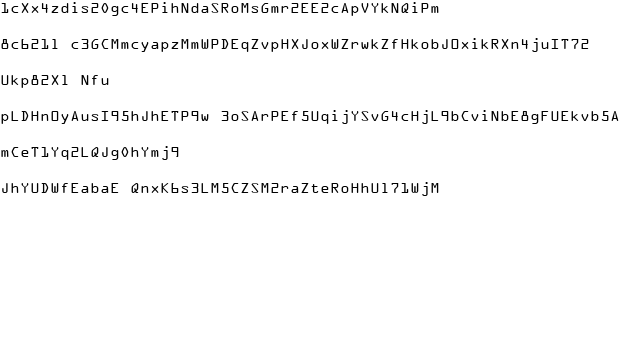 1cXx4zdis20gc4EPihNdaSRoMsGmr2EE2cApVYkNQiPm
8c6211 c3GCMmcyapzMmWPDEqZvpHXJoxWZrwkZfHkobJOxikRXn4juIT72
Ukp82X1 Nfu
pLDHnOyAusI95hJhETP9w 3oSArPEf5UqijYSvG4cHjL9bCviNbE8gFUEkvb5A
mCeT1Yq2LQJg0hYmj9
JhYUDWfEabaE QnxK6s3LM5CZSM2raZteRoHhU171WjM